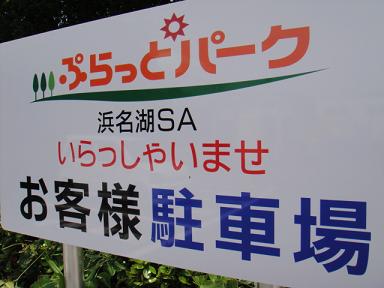 ぷらっとパーク
浜名湖SA
いらっしゃいませ
お客様駐車場